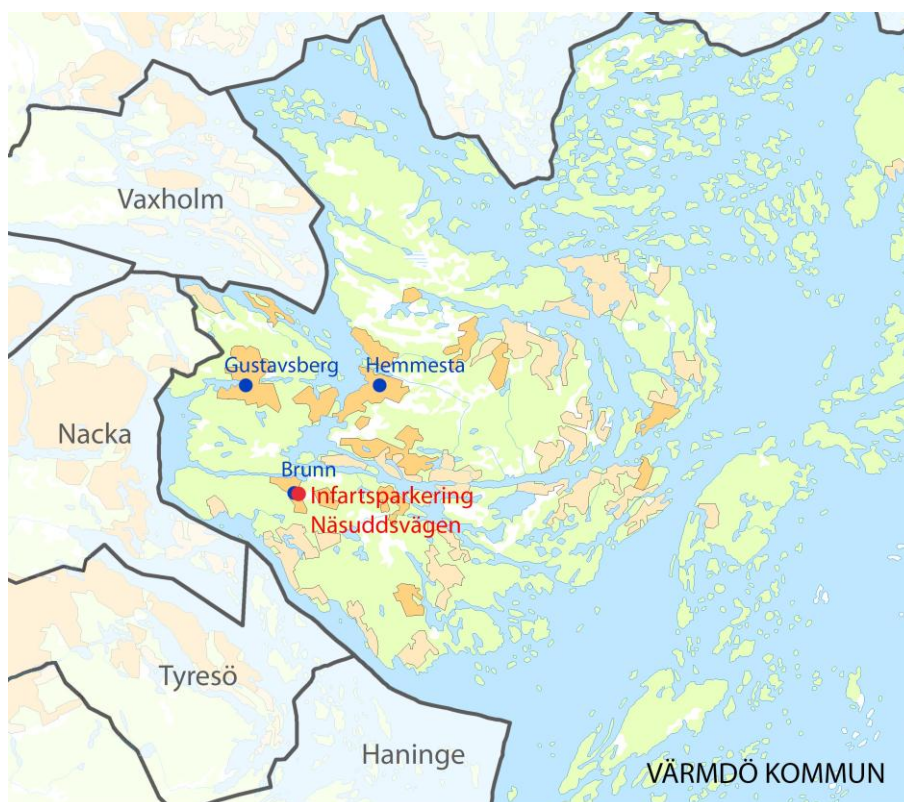 Vaxholm
Gustavsberg
Hemmesta
Nacka
Brunn
Infartsparkering
Näsuddsvägen
Tyresö
Haninge
VÄRMDÖ KOMMUN